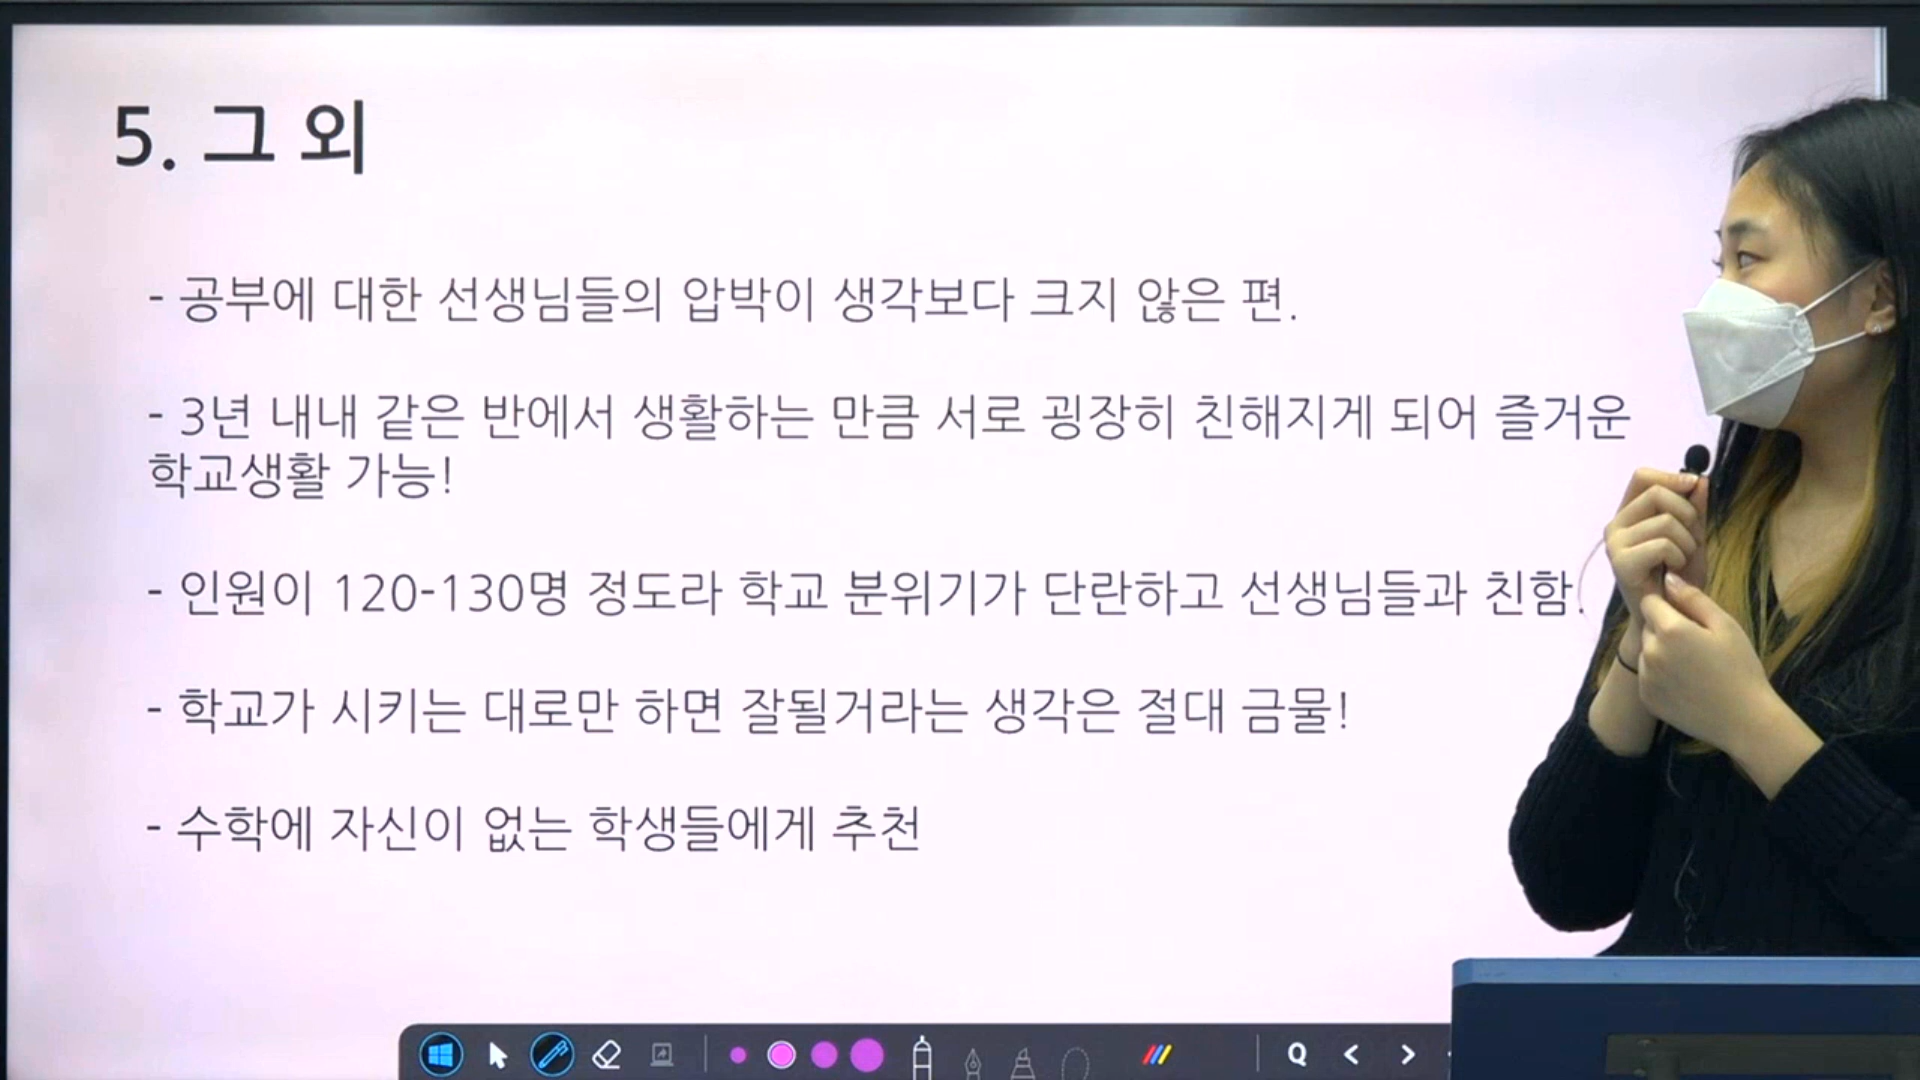 5. 그 외
- 공부에 대한 선생님들의 압박이 생각보다 크지 않은 편.
- 3년 내내 같은 반에서 생활하는 만큼 서로 굉장히 친해지게 되어 즐거운
학교생활 가능!
- 인원이 120-130명 정도라 학교 분위기가 단란하고 선생님들과 친함.
- 학교가 시키는 대로만 하면 잘될거라는 생각은 절대 금물!
- 수학에 자신이 없는 학생들에게 추천